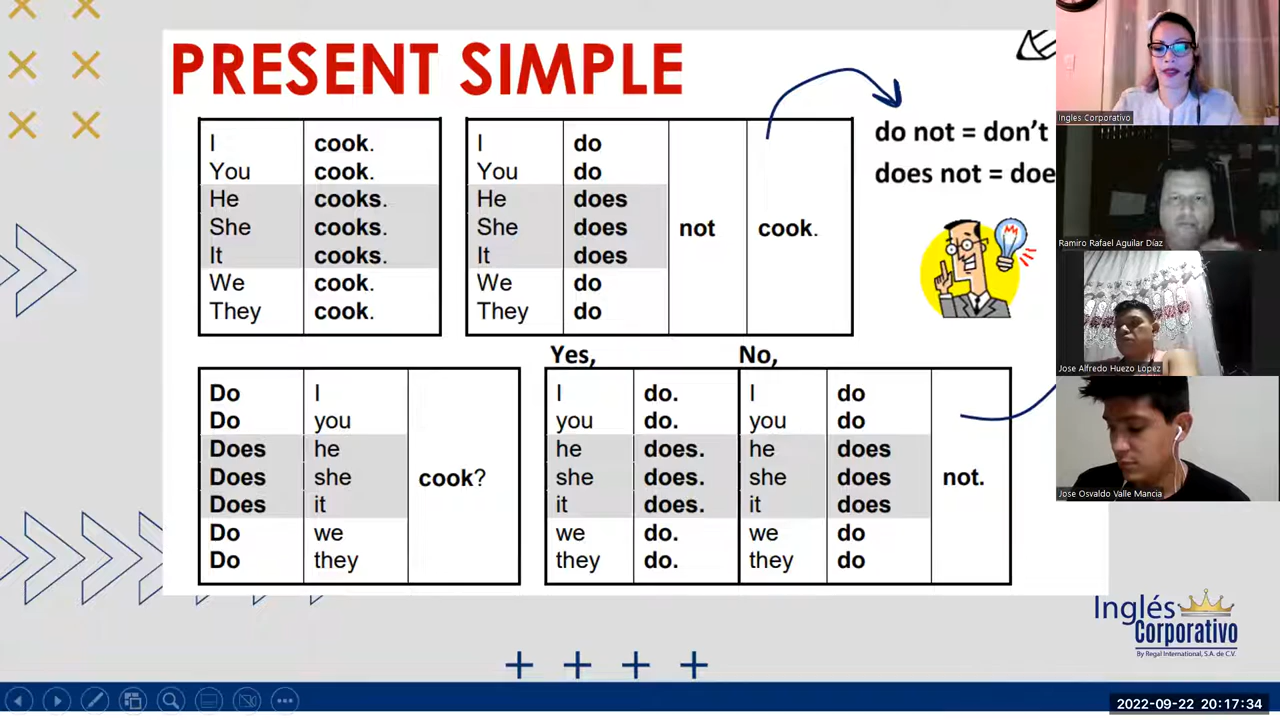 PRESENT SIMPLE
I cook.
You cook.
He cooks.
She cooks.
It cooks.
We cook.
They cook.
I do
You do
He does
She does
It does
We do
They do
not
cook.
do not = don't
does not = doe
Do I
Do you
Does he
Does she
Does it
Do we
Do they
cook?
Yes,
I do.
you do.
he does.
she does.
it does.
we do.
they do.
No,
I do
you do
he does
she does
it does
we do
they do
not.
Ingles Corporativo
Ramiro Rafael Aguilar Díaz
Jose Alfredo Huezo Lopez
Jose Osvaldo Valle Mancia
Inglés
Corporativo
By Regal International, S.A. de C.V.
2022-09-22 20:17:34